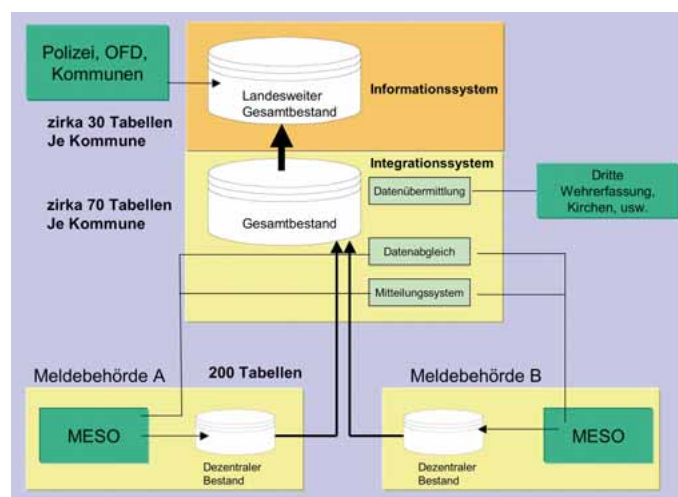 Polizei, OFD,
Kommunen
Landesweiter
Gesamtbestand
Informationssystem
zirka 30 Tabellen
Je Kommune
Integrationssystem
zirka 70 Tabellen
Je Kommune
Gesamtbestand
Datenübermittlung
Dritte
Wehrerfassung,
Kirchen, usw.
Datenabgleich
Mitteilungssystem
Meldebehörde A
200 Tabellen
Meldebehörde B
MESO
Dezentraler
Bestand
Dezentraler
Bestand
MESO